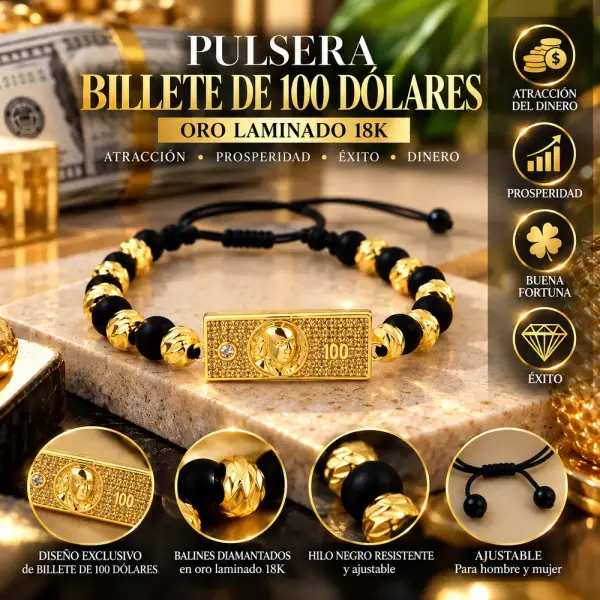 PULSERA
BILLETE DE 100 DÓLARES
ORO LAMINADO 18K
ATRACCIÓN • PROSPERIDAD • ÉXITO • DINERO
$
ATRACCIÓN
DEL DINERO
PROSPERIDAD
BUENA
FORTUNA
ÉXITO
100
100
DISEÑO EXCLUSIVO
de BILLETE DE 100 DÓLARES
BALINES DIAMANTADOS
en oro laminado 18K
HILO NEGRO RESISTENTE
y ajustable
AJUSTABLE
Para hombre y mujer